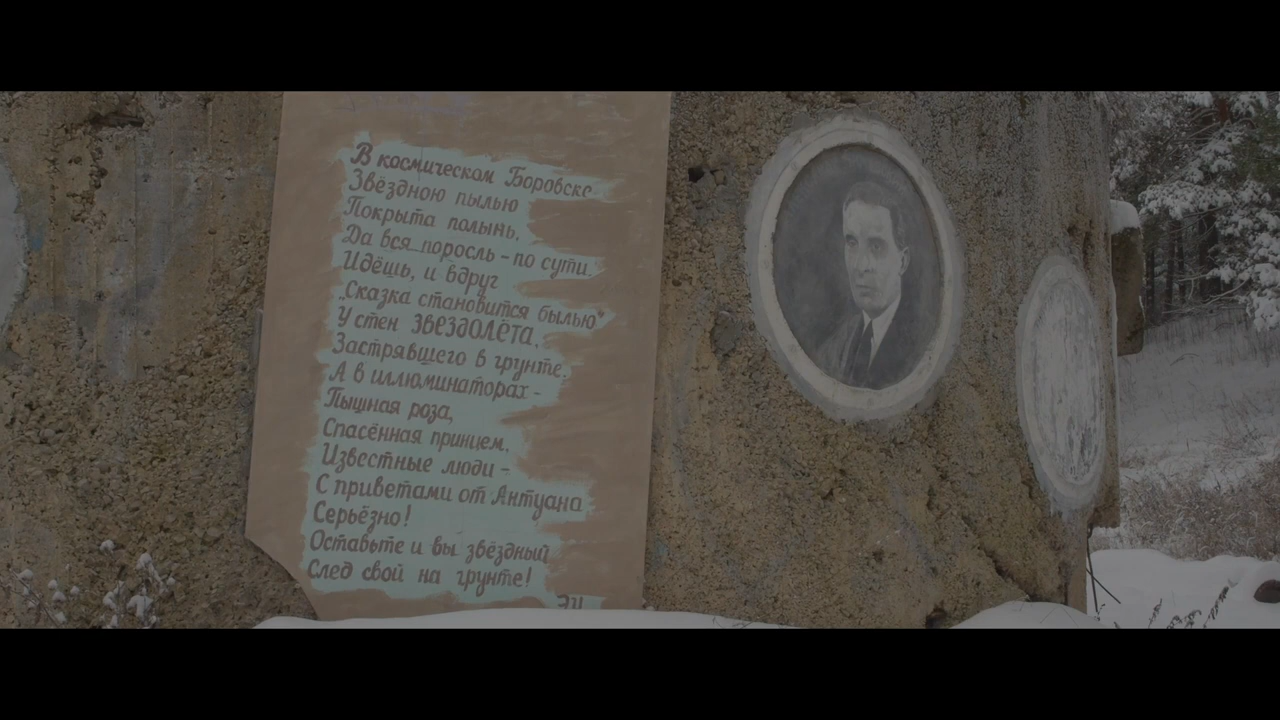 В космическом Боровске
Звёздною пылью
Покрыта полынь,
Да вся поросль - по сути.
Идёшь, и вдруг
„Сказка становится былью"
У стен ЗВЕЗДОЛЁТА,
Застрявшего в грунте.
А в иллюминаторах -
Пышная роза,
Спасённая принцем,
Известные люди -
С приветами от Антуана
Серьёзно!
Оставьте и вы звёздный
След свой на грунте!